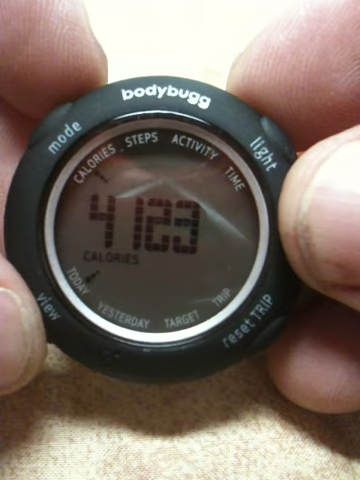 bodybugg
mode
light
CALORIES STEPS ACTIVITY TIME
4123
CALORIES
TODAY YESTERDAY TARGET TRIP
view
reset TRIP